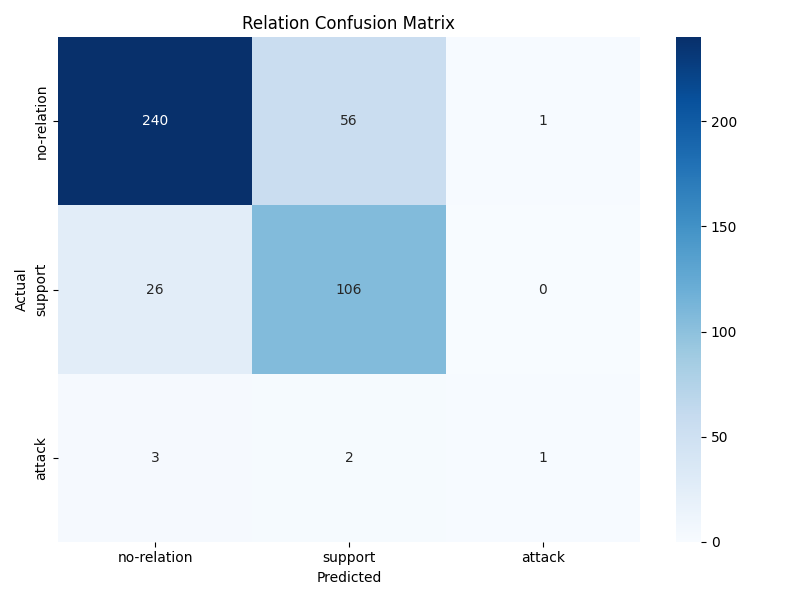 Relation Confusion Matrix
no-relation
240
56
1
200
Actual
support
26
106
0
150
100
attack
3
2
1
50
0
no-relation
support
attack
Predicted